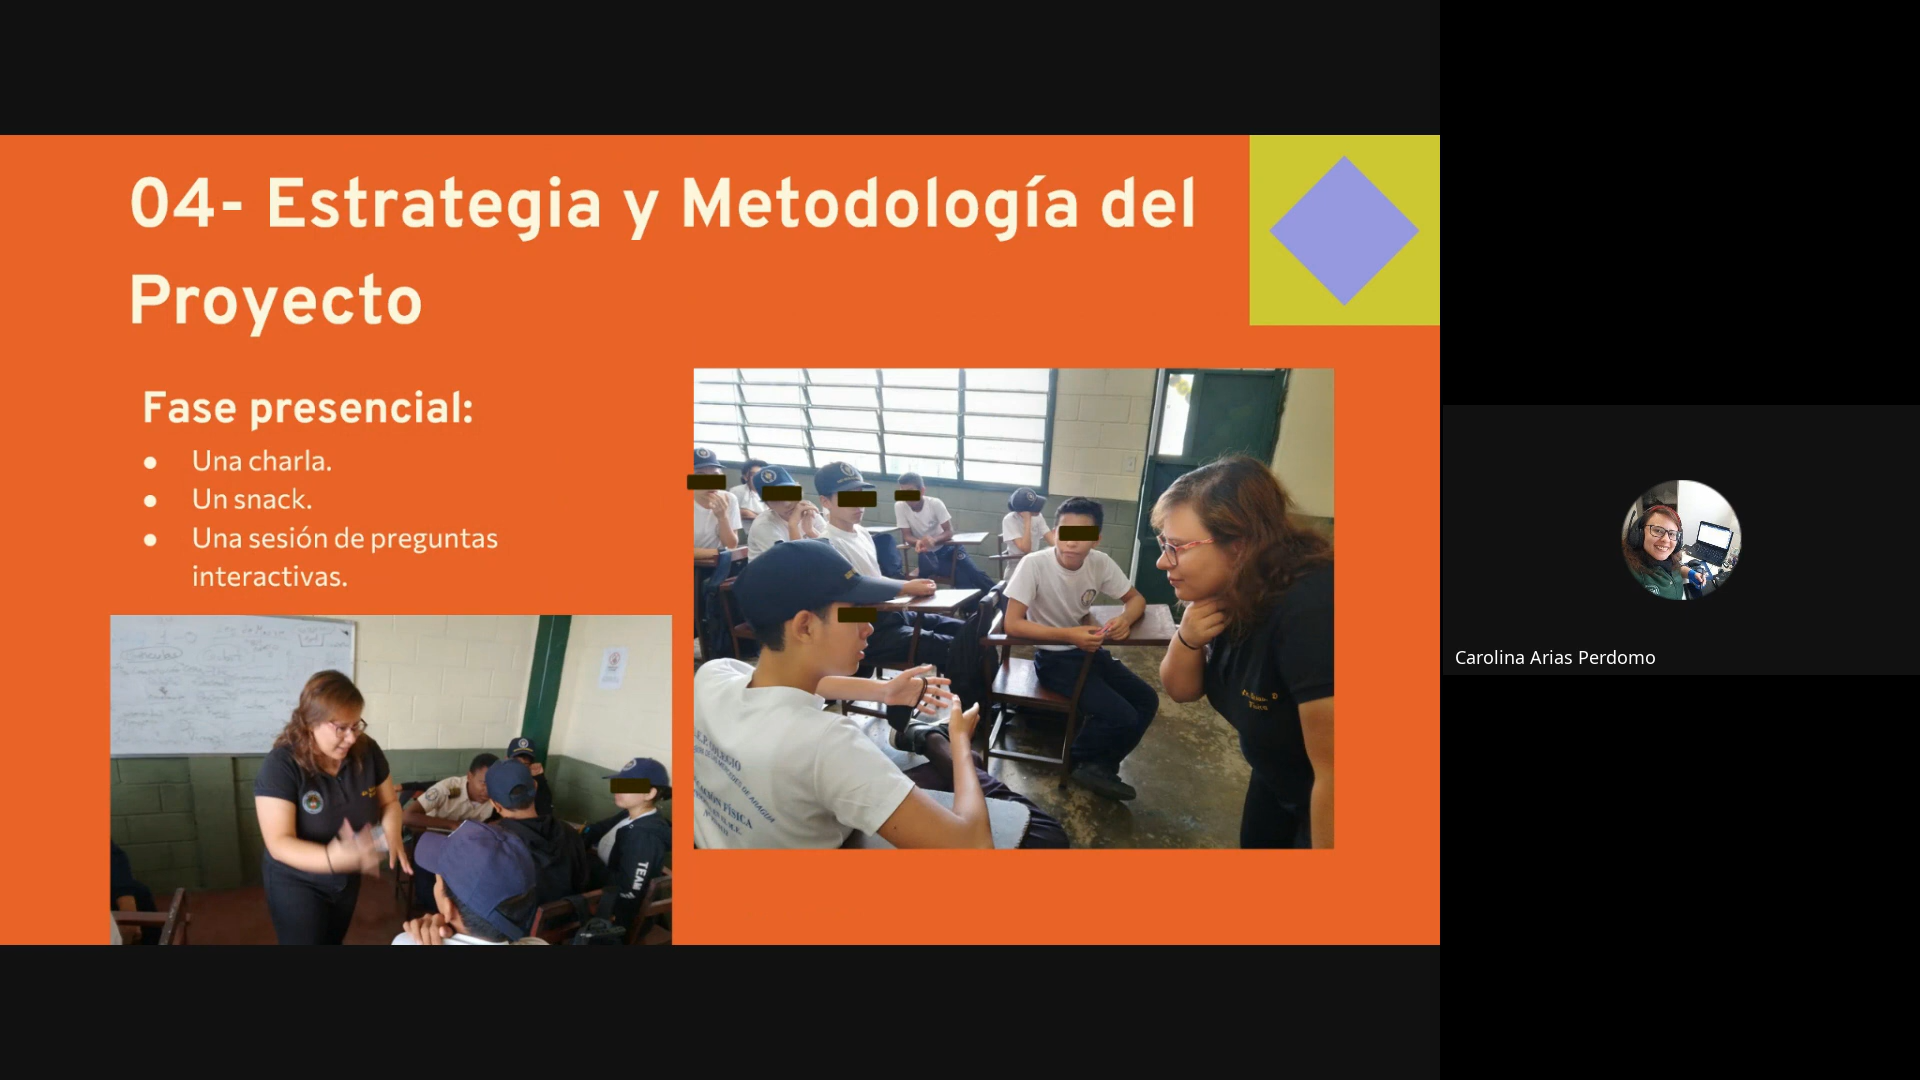 04- Estrategia y Metodología del
Proyecto
Fase presencial:
● Una charla.
● Un snack.
● Una sesión de preguntas
interactivas.
TEAM
Carolina Arias Perdomo